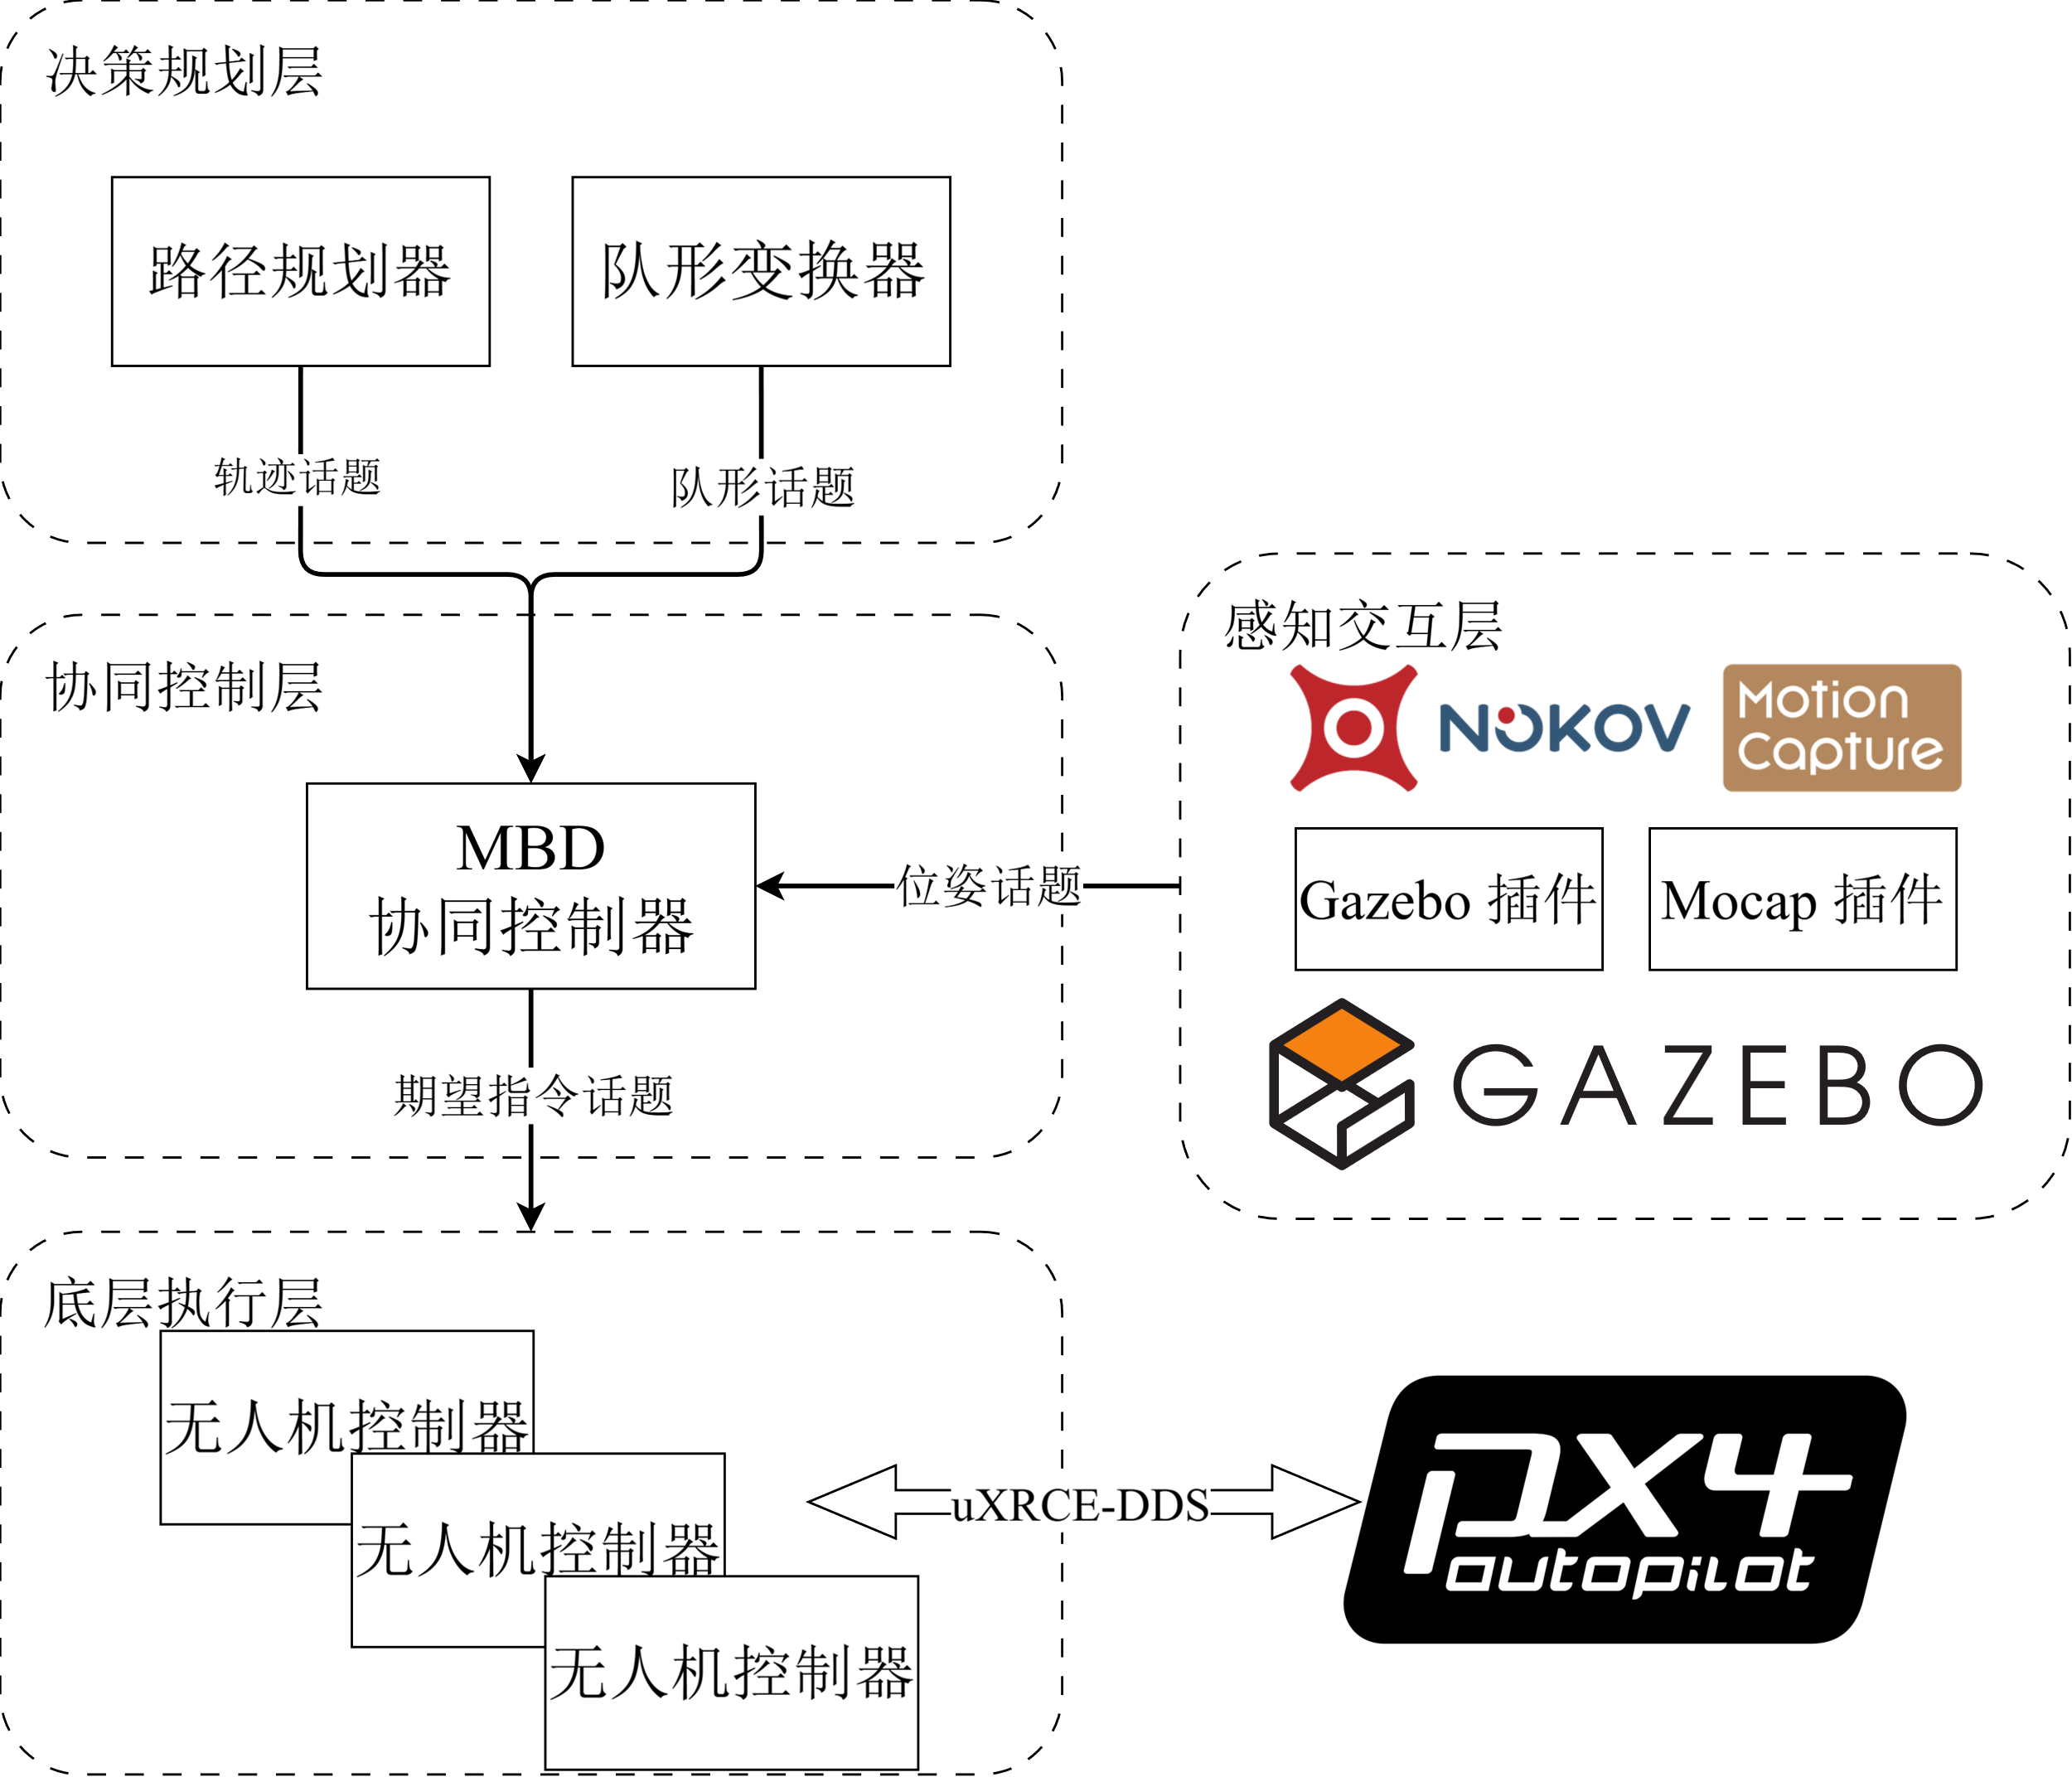 决策规划层
路径规划器
队形变换器
轨迹话题
队形话题
感知交互层
NOKOV
Motion
Capture
协同控制层
MBD
协同控制器
位姿话题
Gazebo 插件
Mocap 插件
GAZEBO
期望指令话题
底层执行层
无人机控制器
无人机控制器
无人机控制器
uXRCE-DDS
px4
autopilot